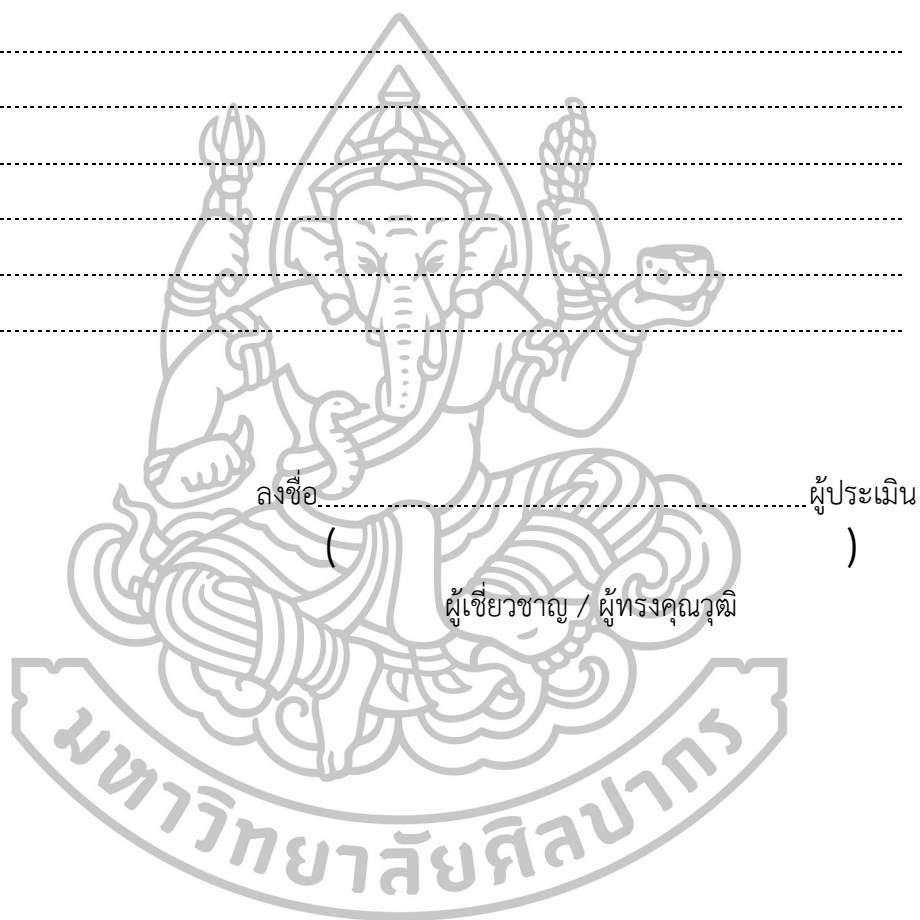 ลงชื่อ ผู้ประเมิน
( )
ผู้เชี่ยวชาญ / ผู้ทรงคุณวุฒิ
มหาวิทยาลัยศิลปากร